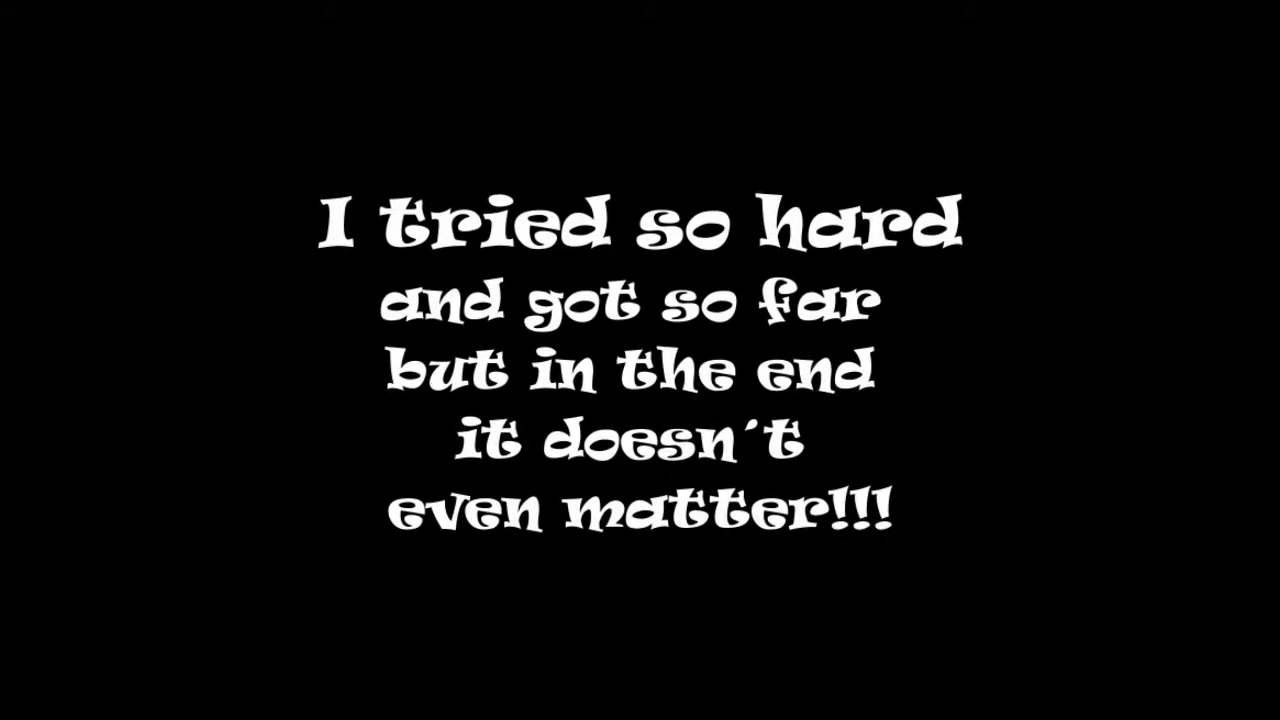 I tried so hard
and got so far
but in the end
it doesn´t
even matter!!!